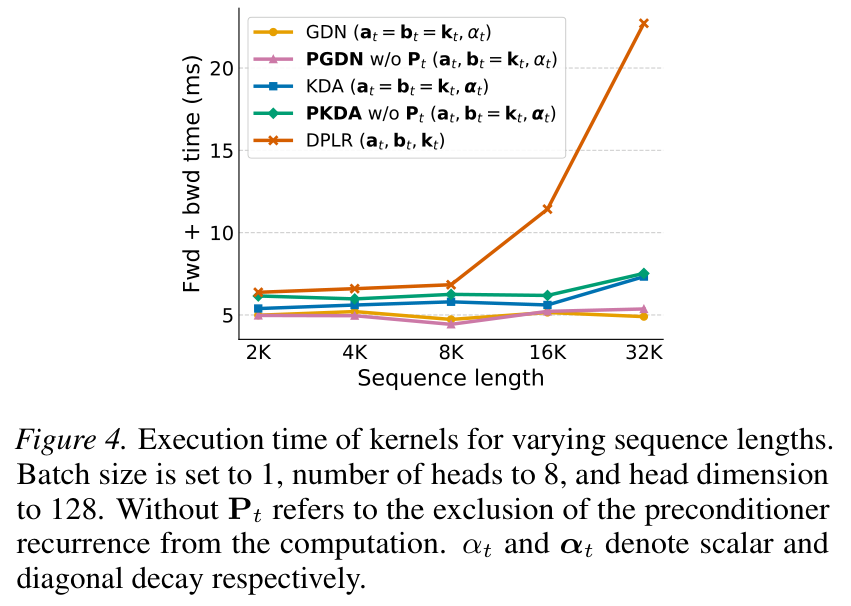 GDN (a_t = b_t = k_t, α_t)
PGDN w/o P_t (a_t, b_t = k_t, α_t)
KDA (a_t = b_t = k_t, α_t)
PKDA w/o P_t (a_t, b_t = k_t, α_t)
DPLR (a_t, b_t, k_t)
Fwd + bwd time (ms)
20
15
10
5
2K 4K 8K 16K 32K
Sequence length
Figure 4. Execution time of kernels for varying sequence lengths.
Batch size is set to 1, number of heads to 8, and head dimension
to 128. Without P_t refers to the exclusion of the preconditioner
recurrence from the computation. α_t and α_t denote scalar and
diagonal decay respectively.